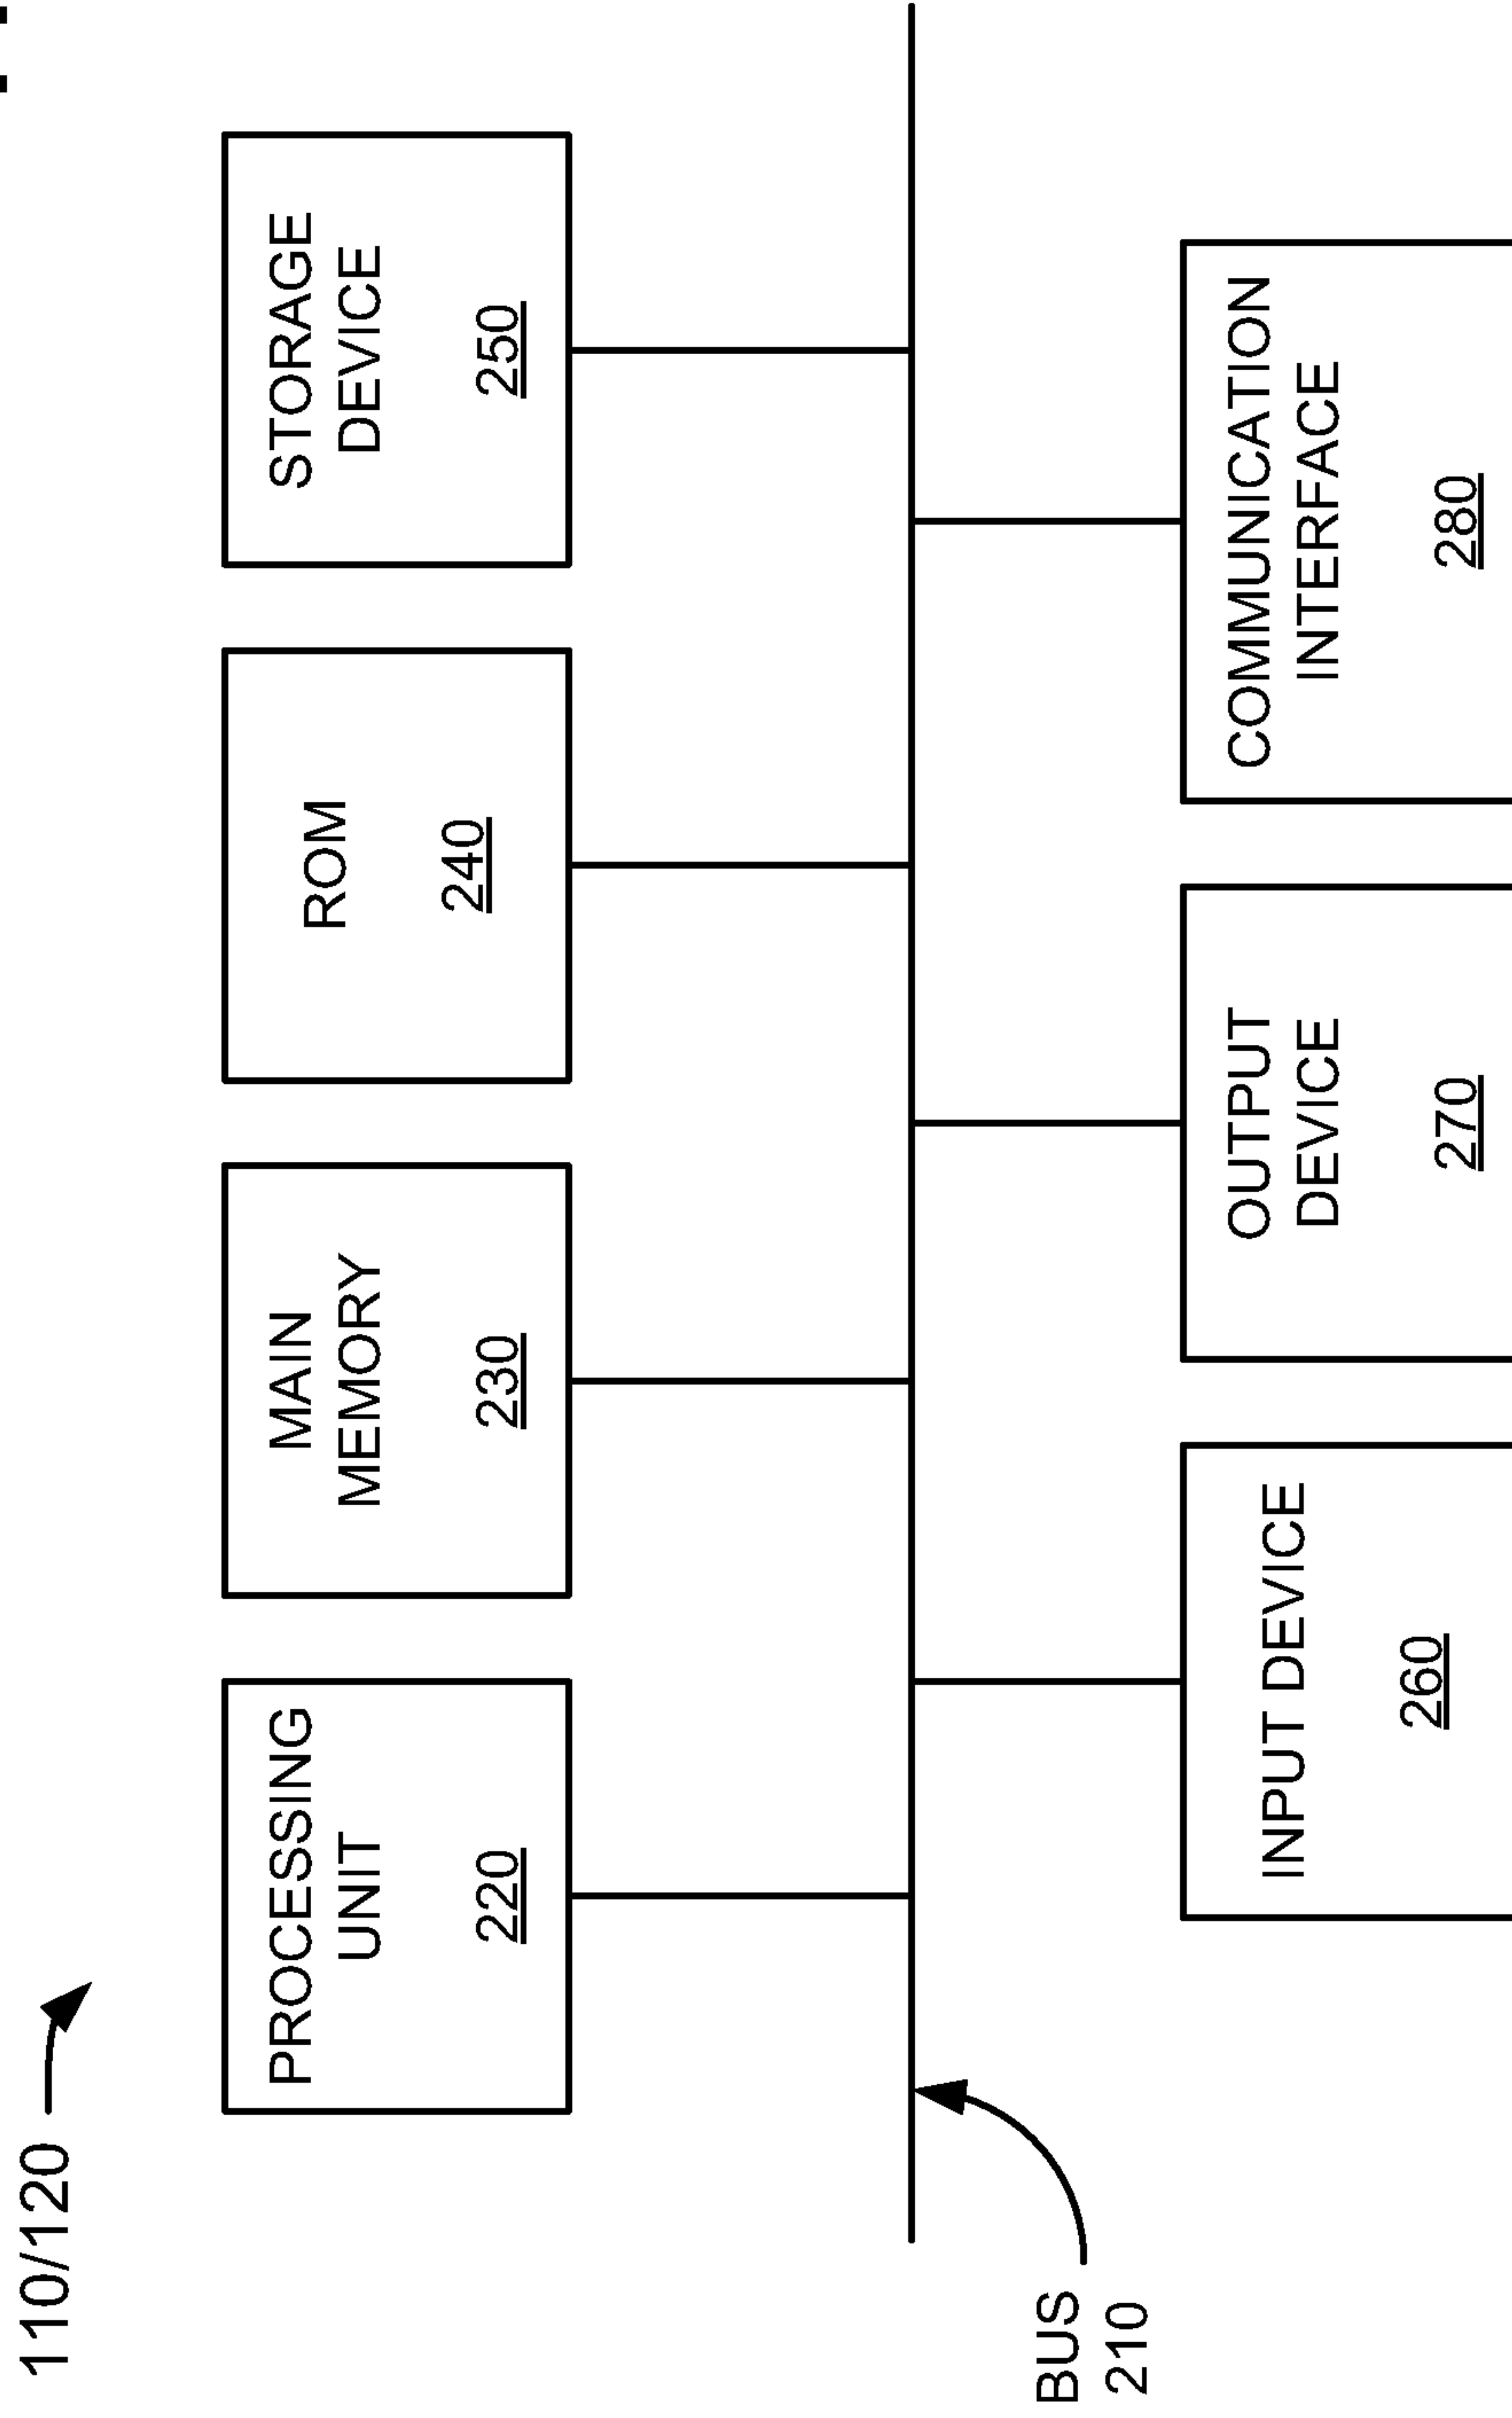 110/120
PROCESSING
UNIT
220
MAIN
MEMORY
230
ROM
240
STORAGE
DEVICE
250
BUS
210
INPUT DEVICE
260
OUTPUT
DEVICE
270
COMMUNICATION
INTERFACE
280